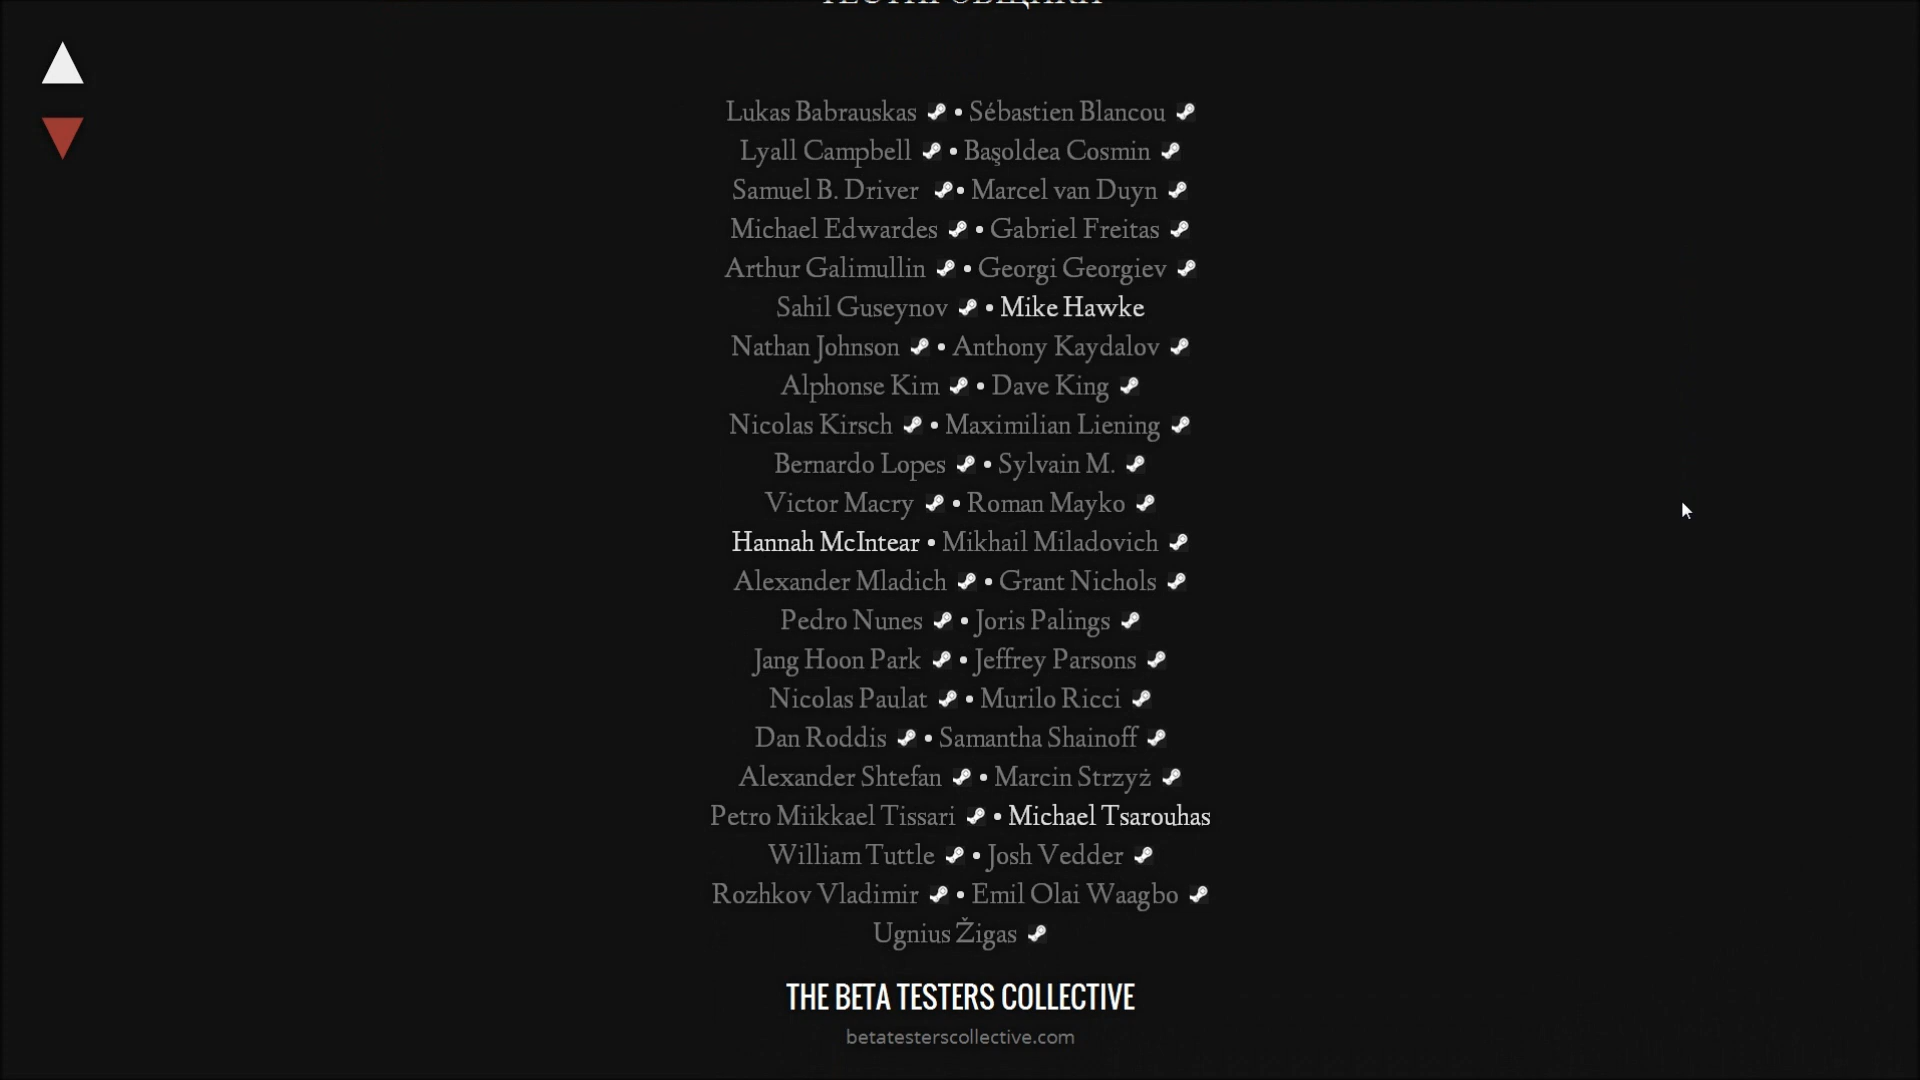 Lukas Babrauskas • Sébastien Blancou
Lyall Campbell • Başoldea Cosmin
Samuel B. Driver • Marcel van Duyn
Michael Edwardes • Gabriel Freitas
Arthur Galimullin • Georgi Georgiev
Sahil Guseynov • Mike Hawke
Nathan Johnson • Anthony Kaydalov
Alphonse Kim • Dave King
Nicolas Kirsch • Maximilian Liening
Bernardo Lopes • Sylvain M.
Victor Macry • Roman Mayko
Hannah McIntear • Mikhail Miladovich
Alexander Mladich • Grant Nichols
Pedro Nunes • Joris Palings
Jang Hoon Park • Jeffrey Parsons
Nicolas Paulat • Murilo Ricci
Dan Roddis • Samantha Shainoff
Alexander Shtefan • Marcin Strzyż
Petro Miikkael Tissari • Michael Tsarouhas
William Tuttle • Josh Vedder
Rozhkov Vladimir • Emil Olai Waagbo
Ugnius Žigas
THE BETA TESTERS COLLECTIVE
betatesterscollective.com